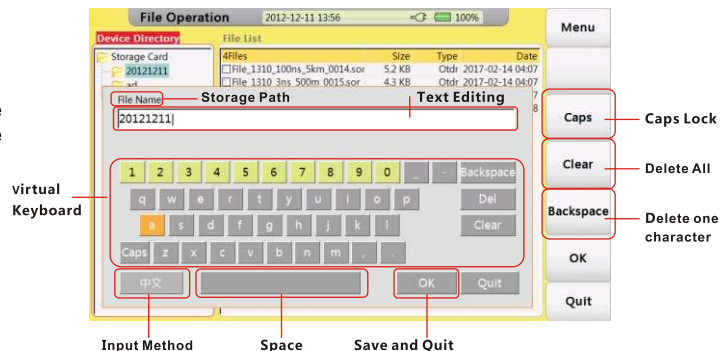 File Operation 2012-12-11 13:56 100%
Menu
Device Directory File List
Storage Card
20121211
ad
4Files Size Type Date
File_1310_100ns_5km_0014.sor 5.2 KB Otdr 2017-02-14 04:07
File_1310_3ns_500m_0015.sor 4.3 KB Otdr 2017-02-14 04:07
7
8
File Name Storage Path Text Editing
20121211
e
e
Caps Caps Lock
Clear Delete All
Backspace Delete one
character
OK
Quit
virtual
Keyboard
1 2 3 4 5 6 7 8 9 0 _ - Backspace
q w e r t y u i o p Del
a s d f g h j k l Clear
Caps z x c v b n m , .
中文 OK Quit
Input Method Space Save and Quit